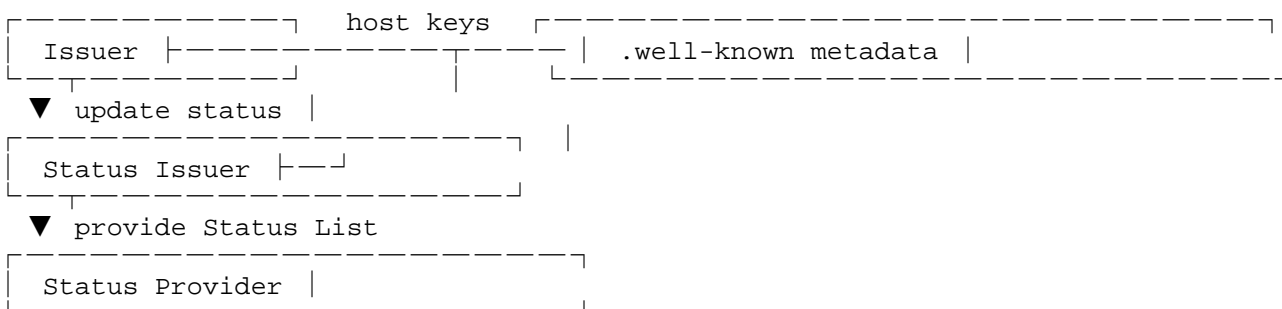 host keys
Issuer .well-known metadata
▼ update status
Status Issuer
▼ provide Status List
Status Provider